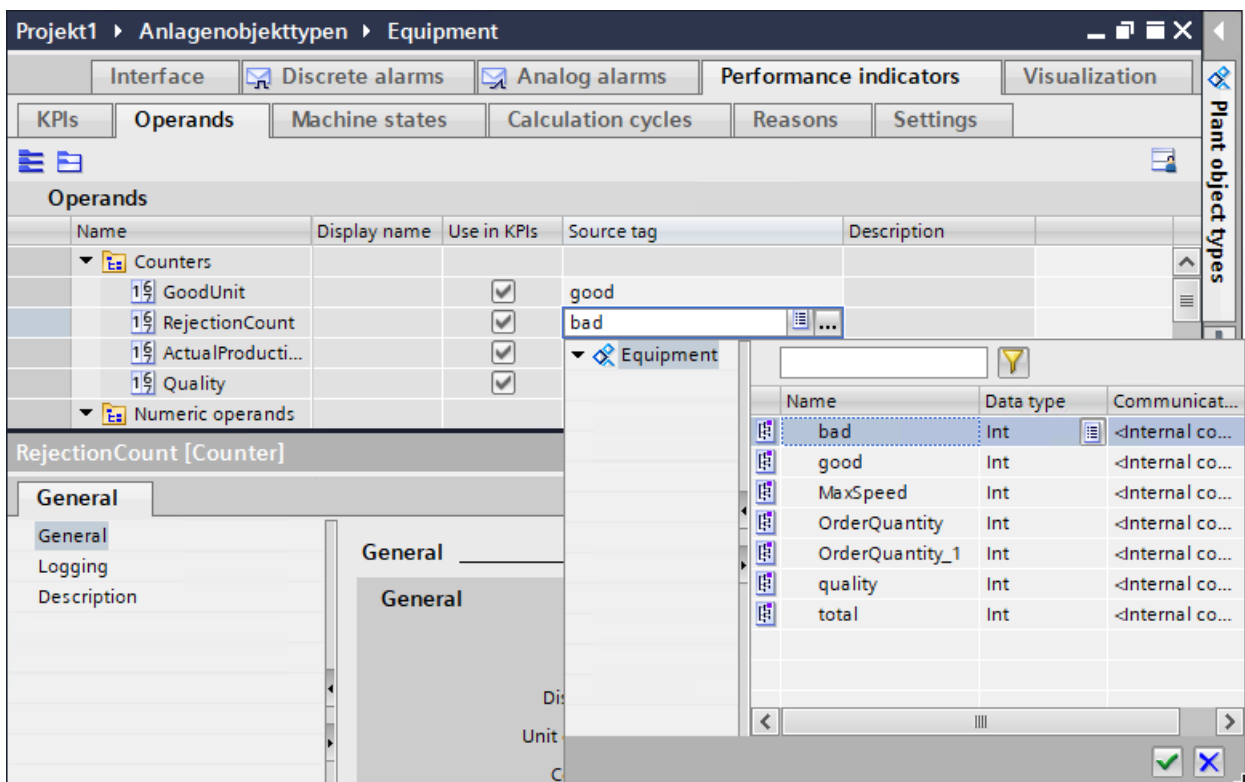 Projekt1 ▸ Anlagenobjekttypen ▸ Equipment
Interface Discrete alarms Analog alarms Performance indicators Visualization
KPIs Operands Machine states Calculation cycles Reasons Settings
Plant object types
Operands
Name Display name Use in KPIs Source tag Description
Counters
GoodUnit good
RejectionCount bad
ActualProducti...
Quality
Numeric operands
Equipment
Name Data type Communicat...
bad Int <Internal co...
good Int <Internal co...
MaxSpeed Int <Internal co...
OrderQuantity Int <Internal co...
OrderQuantity_1 Int <Internal co...
quality Int <Internal co...
total Int <Internal co...
RejectionCount [Counter]
General
General
Logging
Description
General
General
Unit